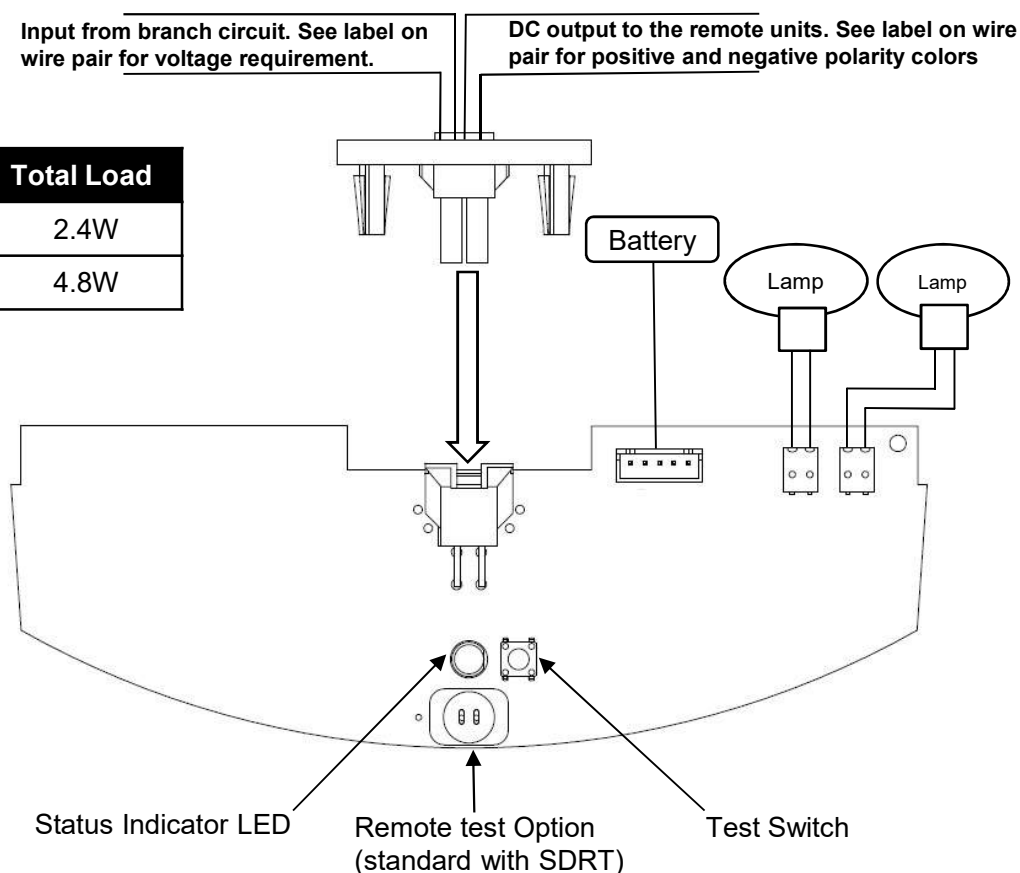 Input from branch circuit. See label on
wire pair for voltage requirement.
DC output to the remote units. See label on wire
pair for positive and negative polarity colors
Total Load
2.4W
4.8W
Battery
Lamp
Lamp
Status Indicator LED
Remote test Option
(standard with SDRT)
Test Switch